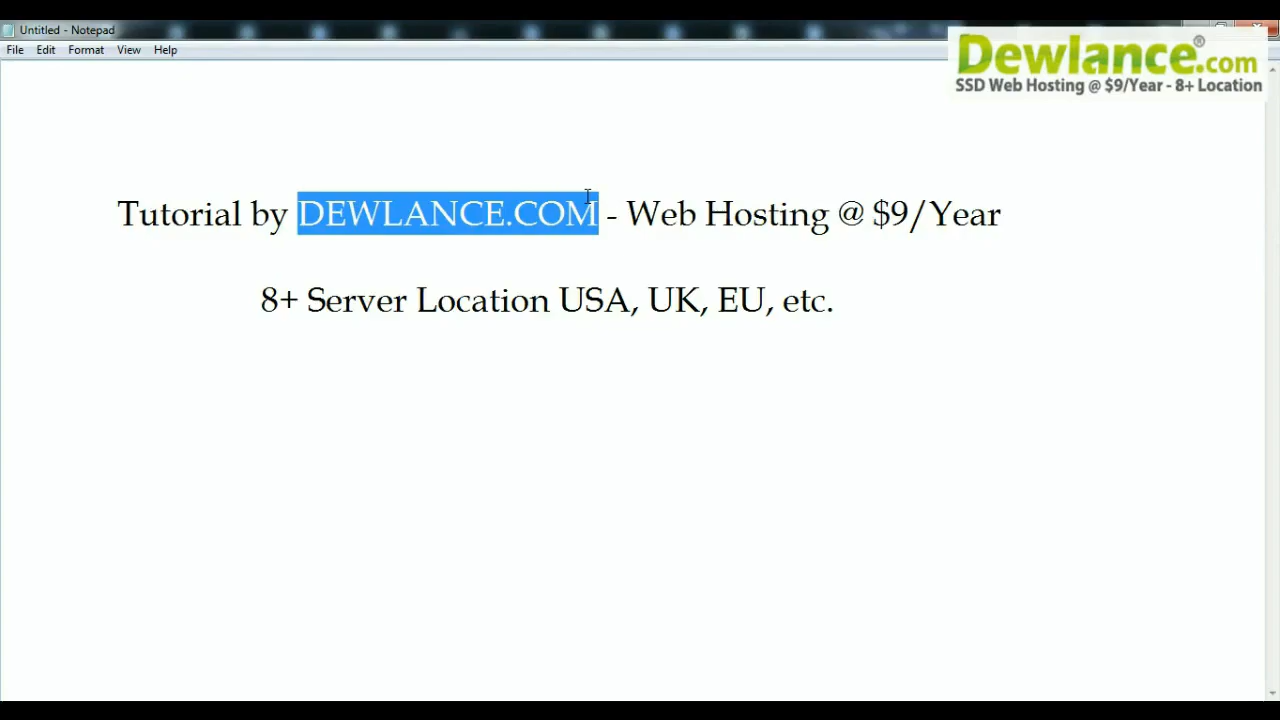 Untitled - Notepad
File Edit Format View Help
Dewlance®.com
SSD Web Hosting @ $9/Year - 8+ Location
Tutorial by DEWLANCE.COM - Web Hosting @ $9/Year
8+ Server Location USA, UK, EU, etc.